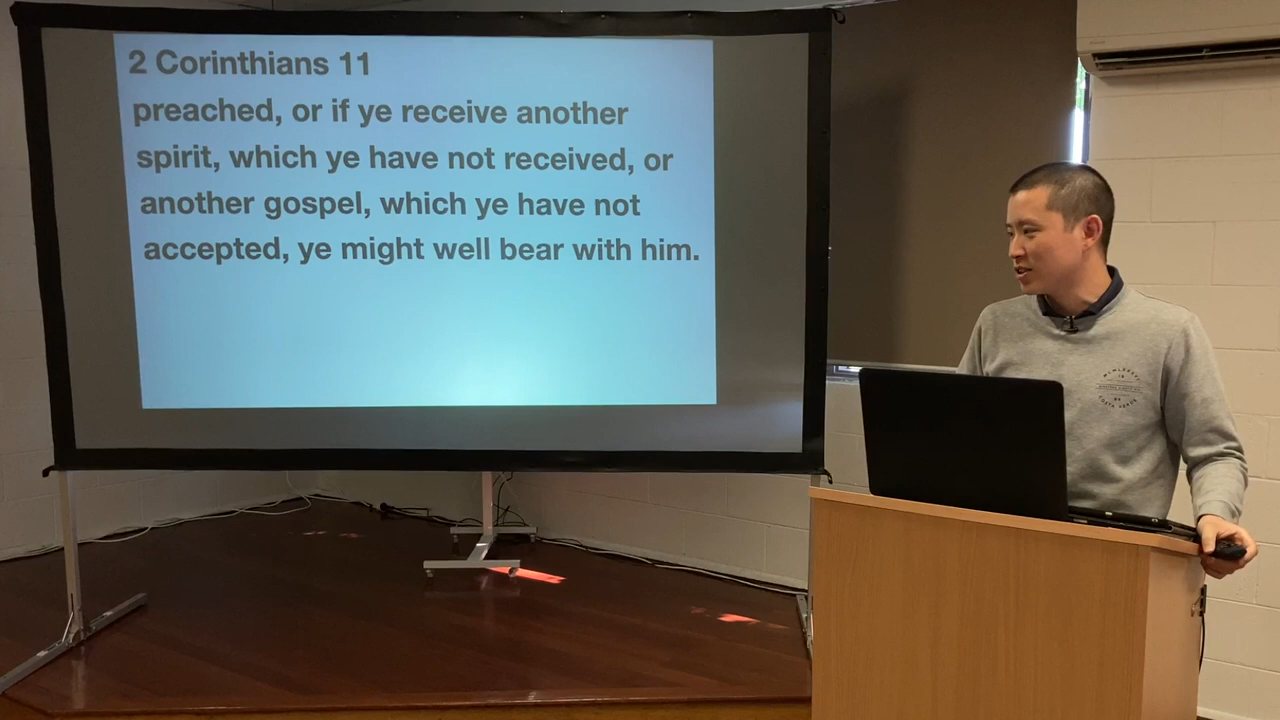 2 Corinthians 11
preached, or if ye receive another
spirit, which ye have not received, or
another gospel, which ye have not
accepted, ye might well bear with him.
BY